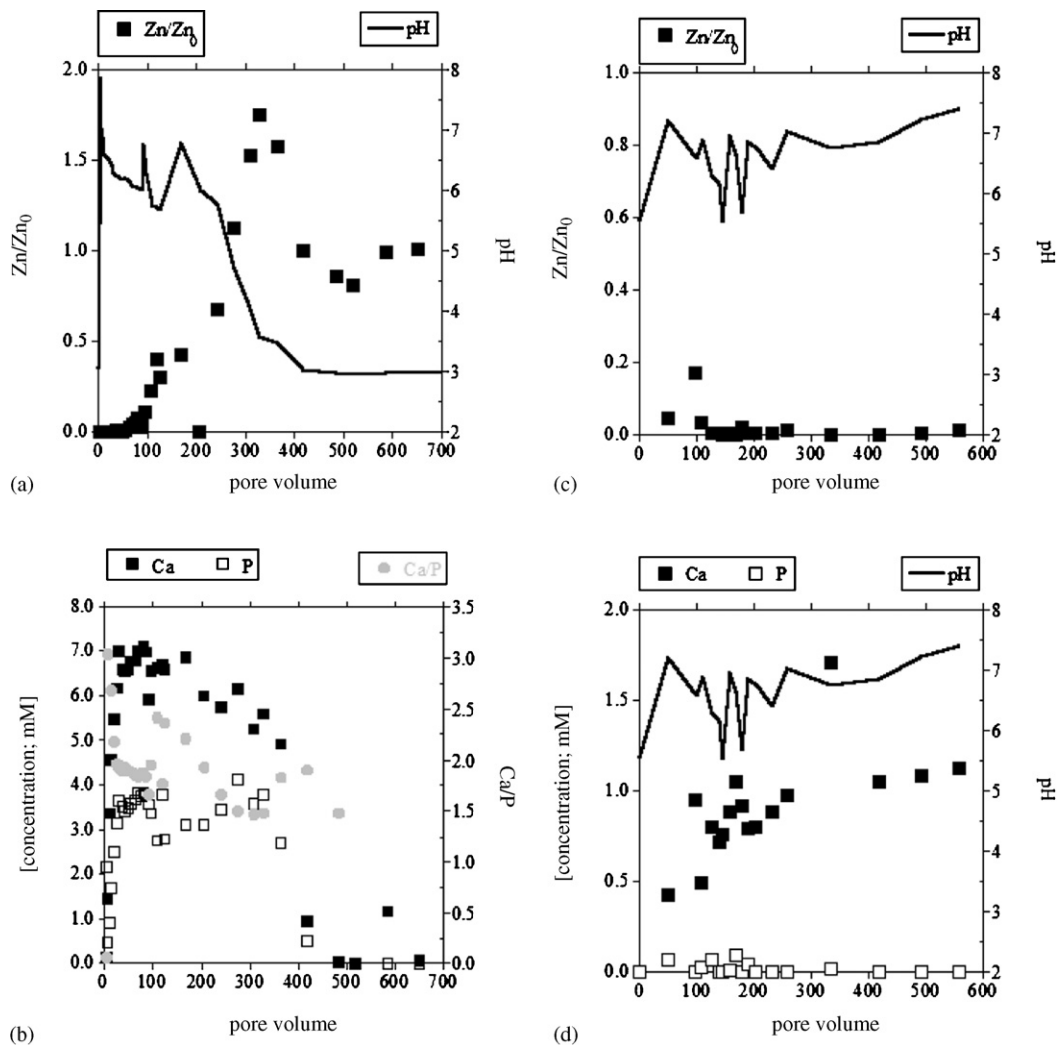 Zn/Zn0
pH
2.0
1.5
1.0
0.5
0.0
8
7
6
5
4
3
2
0 100 200 300 400 500 600 700
Zn/Zn0
pH
pore volume
(a)
Zn/Zn0
pH
1.0
0.8
0.6
0.4
0.2
0.0
8
7
6
5
4
3
2
0 100 200 300 400 500 600
Zn/Zn0
pH
pore volume
(c)
Ca P
Ca/P
8.0
7.0
6.0
5.0
4.0
3.0
2.0
1.0
0.0
3.5
3.0
2.5
2.0
1.5
1.0
0.5
0.0
0 100 200 300 400 500 600 700
[concentration; mM]
Ca/P
pore volume
(b)
Ca P
pH
2.0
1.5
1.0
0.5
0.0
8
7
6
5
4
3
2
0 100 200 300 400 500 600
[concentration; mM]
pH
pore volume
(d)